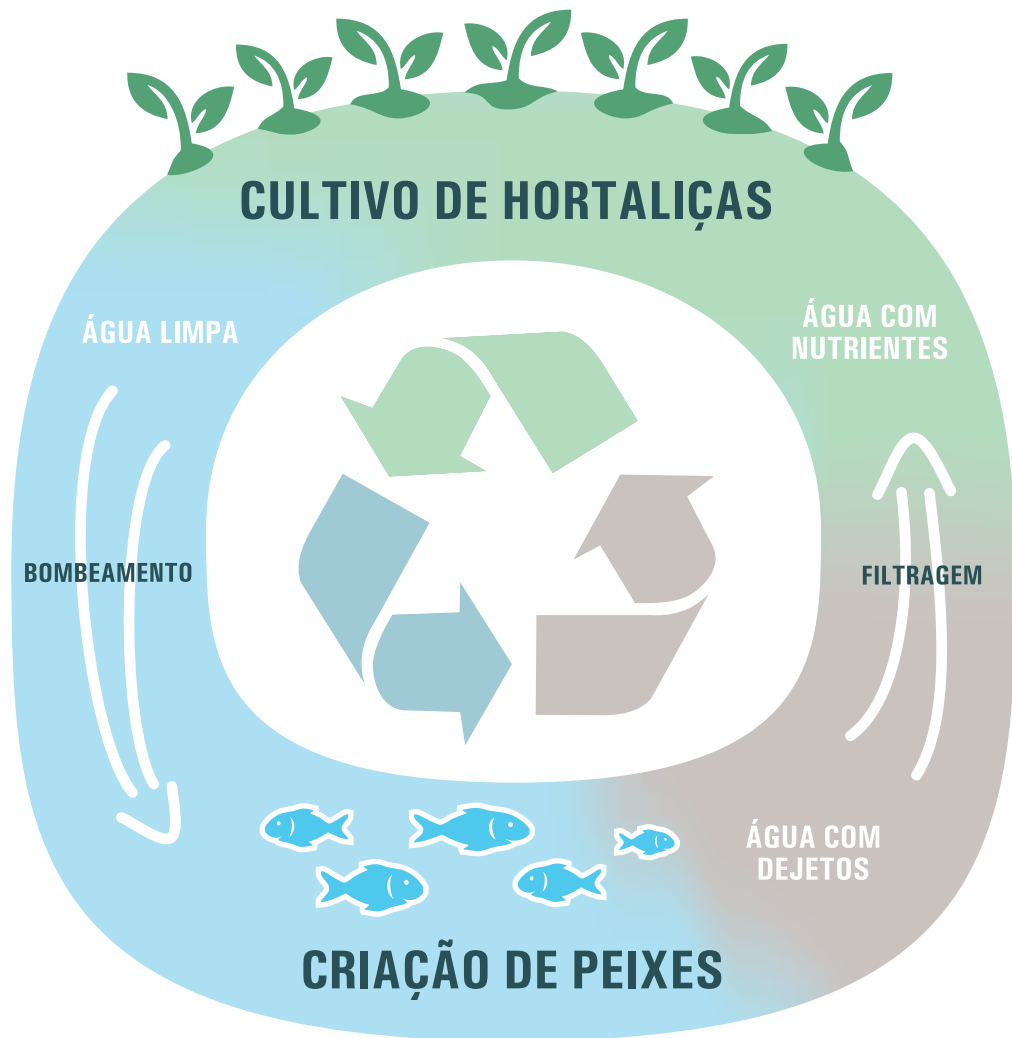 CULTIVO DE HORTALIÇAS
ÁGUA LIMPA
ÁGUA COM
NUTRIENTES
BOMBEAMENTO
FILTRAGEM
ÁGUA COM
DEJETOS
CRIAÇÃO DE PEIXES